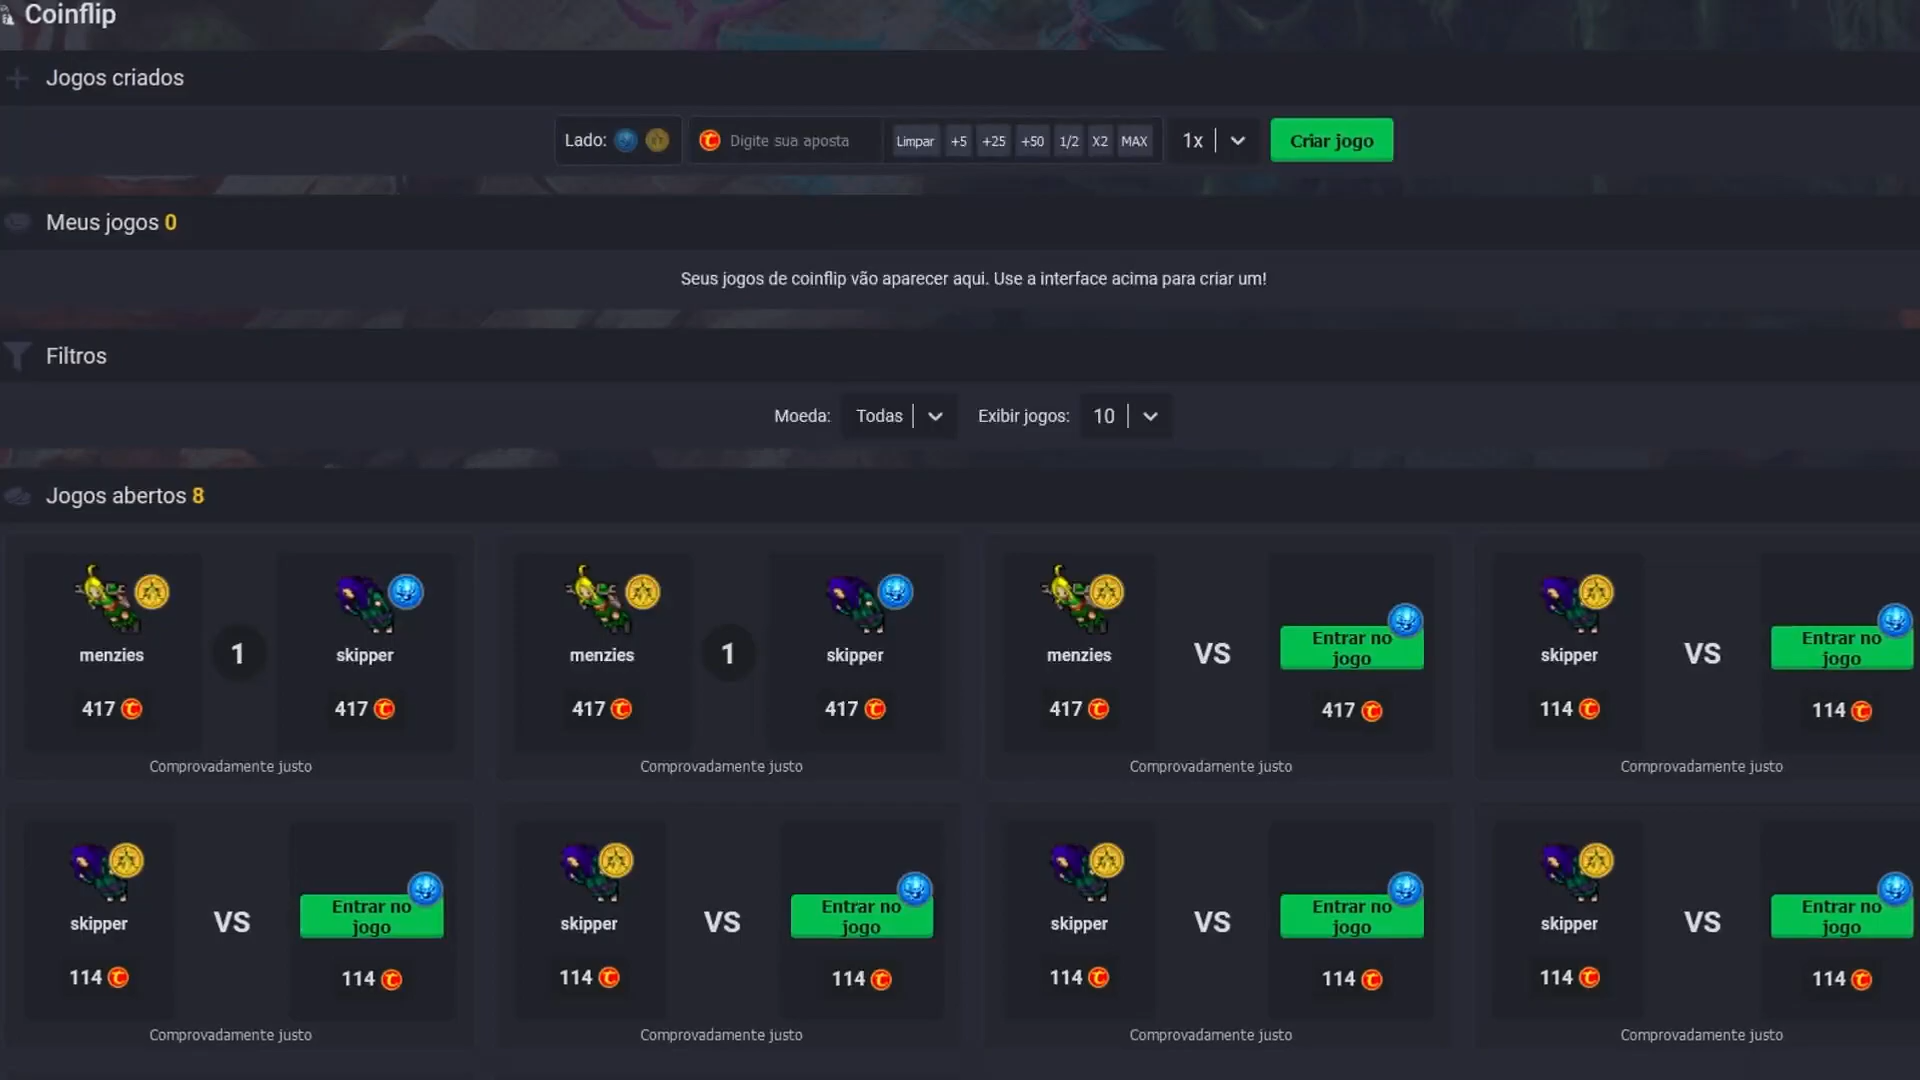 Coinflip
Jogos criados
Lado: Digite sua aposta Limpar +5 +25 +50 1/2 X2 MAX 1x Criar jogo
Meus jogos 0
Seus jogos de coinflip vão aparecer aqui. Use a interface acima para criar um!
Filtros
Moeda: Todas Exibir jogos: 10
Jogos abertos 8
menzies 1 skipper
417 417
Comprovadamente justo
menzies 1 skipper
417 417
Comprovadamente justo
menzies VS Entrar no
jogo
417 417
Comprovadamente justo
skipper VS Entrar no
jogo
114 114
Comprovadamente justo
skipper VS Entrar no
jogo
114 114
Comprovadamente justo
skipper VS Entrar no
jogo
114 114
Comprovadamente justo
skipper VS Entrar no
jogo
114 114
Comprovadamente justo
skipper VS Entrar no
jogo
114 114
Comprovadamente justo